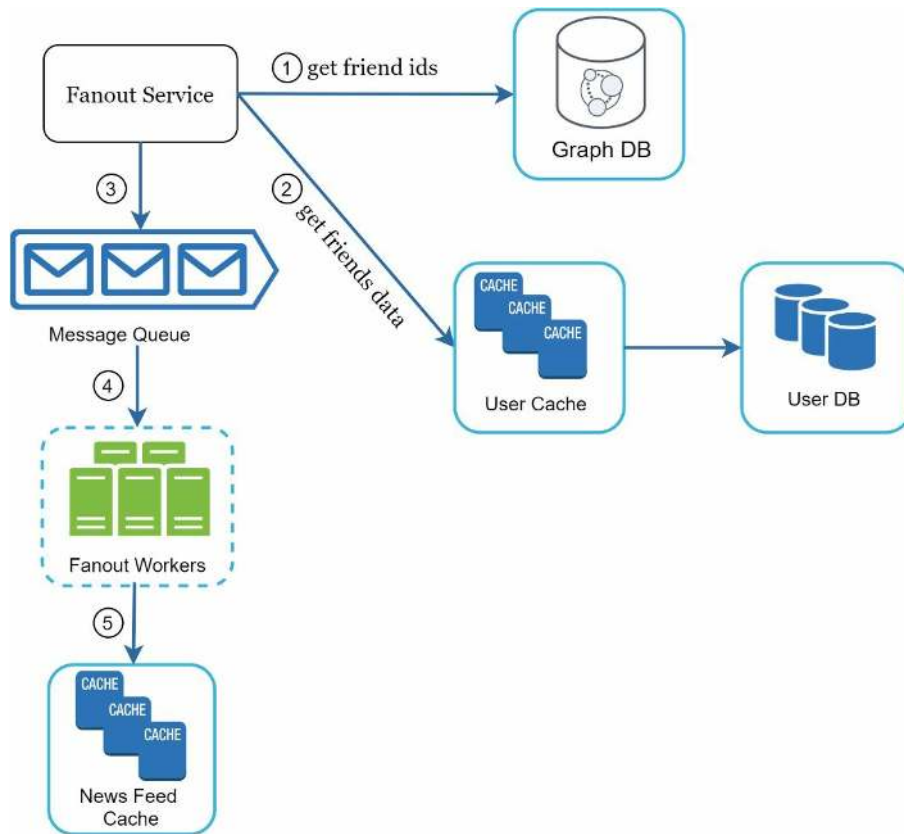 ① get friend ids
Fanout Service
Graph DB
③
② get friends data
Message Queue
CACHE
CACHE
CACHE
User Cache
User DB
④
Fanout Workers
⑤
CACHE
CACHE
CACHE
News Feed
Cache